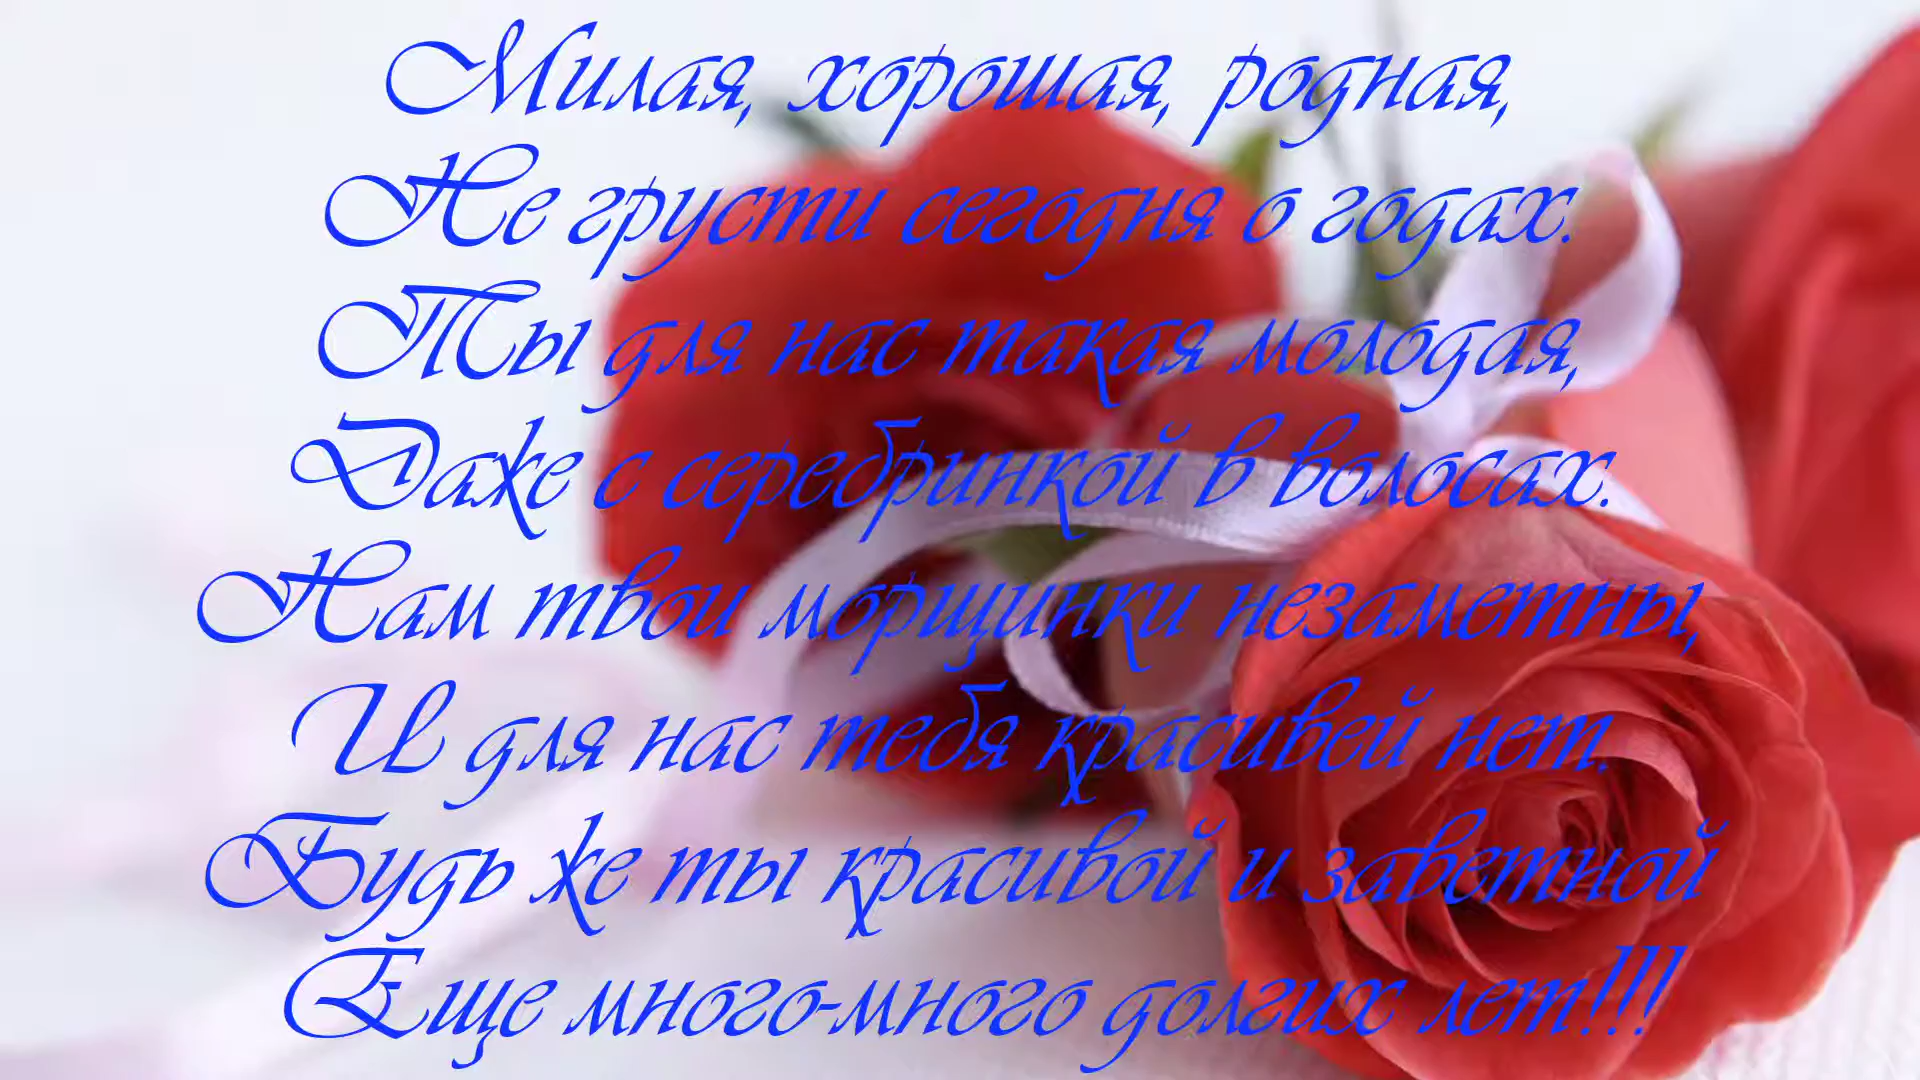 Милая, хорошая, родная,
Не грусти сегодня о годах.
Ты для нас такая молодая,
Даже с серебринкой в волосах.
Нам твои морщинки незаметны,
И для нас тебя красивей нет.
Будь же ты красивой и заветной
Еще много-много долгих лет!!!